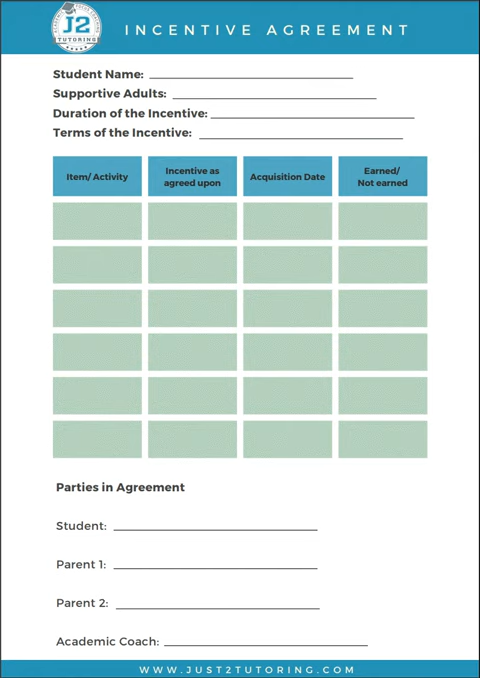 J2
TUTORING
INCENTIVE AGREEMENT
Student Name:
Supportive Adults:
Duration of the Incentive:
Terms of the Incentive:
Item/ Activity
Incentive as
agreed upon
Acquisition Date
Earned/
Not earned
Parties in Agreement
Student:
Parent 1:
Parent 2:
Academic Coach:
WWW.JUST2TUTORING.COM